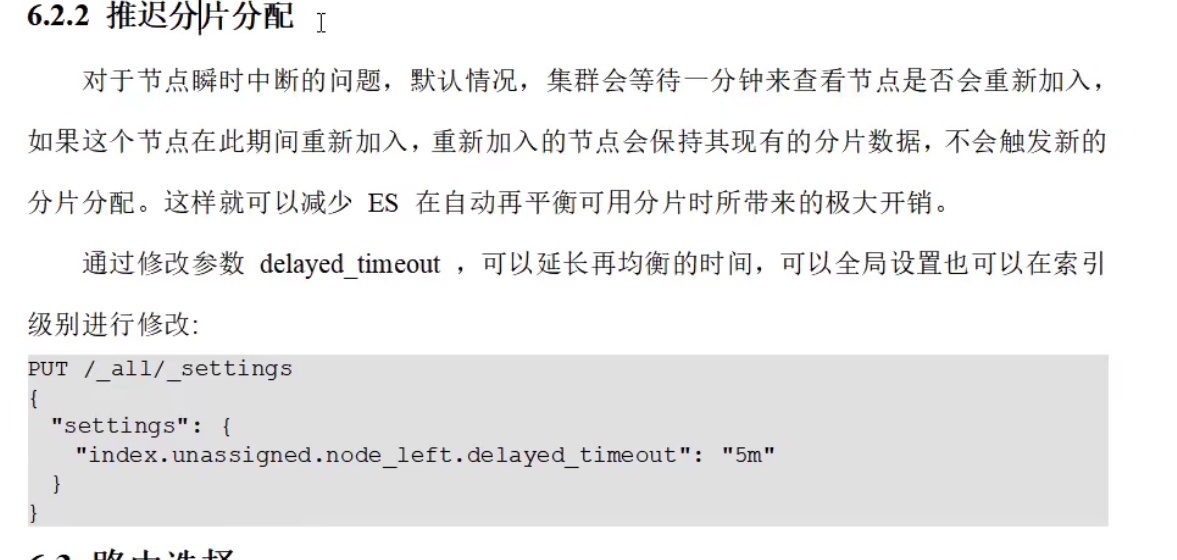 6.2.2 推迟分片分配
对于节点瞬时中断的问题，默认情况，集群会等待一分钟来查看节点是否会重新加入，
如果这个节点在此期间重新加入，重新加入的节点会保持其现有的分片数据，不会触发新的
分片分配。这样就可以减少 ES 在自动再平衡可用分片时所带来的极大开销。
通过修改参数 delayed_timeout ，可以延长再均衡的时间，可以全局设置也可以在索引
级别进行修改:
PUT /_all/_settings
{
  "settings": {
    "index.unassigned.node_left.delayed_timeout": "5m"
  }
}